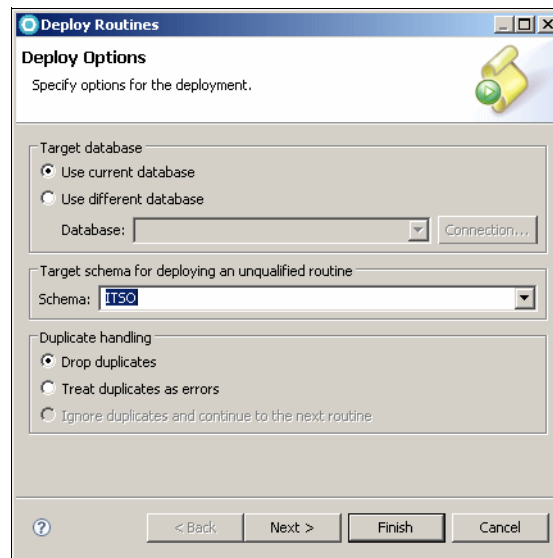 Deploy Routines
Deploy Options
Specify options for the deployment.
Target database
Use current database
Use different database
Database:
Connection...
Target schema for deploying an unqualified routine
Schema: ITSO
Duplicate handling
Drop duplicates
Treat duplicates as errors
Ignore duplicates and continue to the next routine
? < Back Next > Finish Cancel